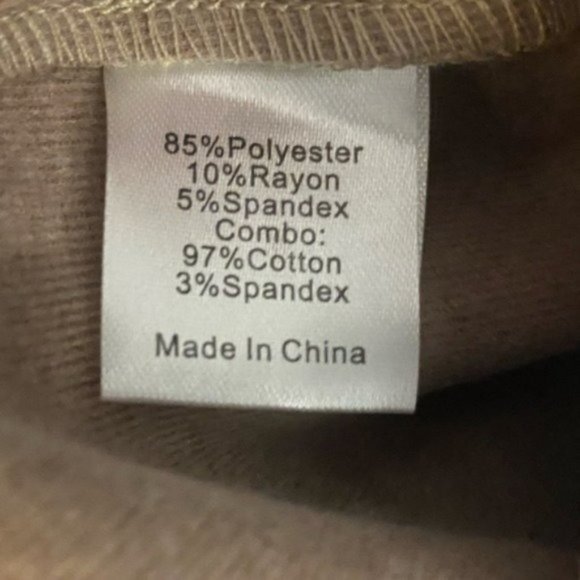 85%Polyester
10%Rayon
5%Spandex
Combo:
97%Cotton
3%Spandex
Made In China